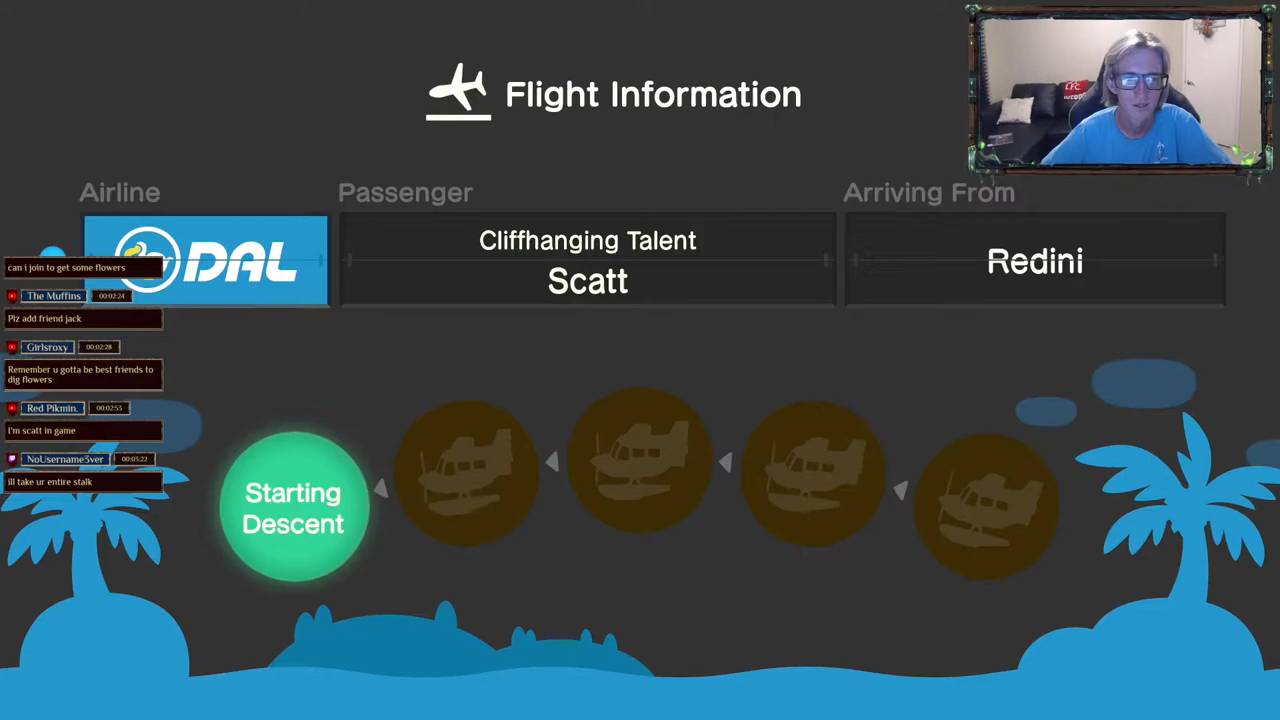 Flight Information
Airline
Passenger
Arriving From
DAL
Cliffhanging Talent
Scatt
Redini
can i join to get some flowers
The Muffins
00:02:24
Plz add friend jack
Girlsroxy
00:02:28
Remember u gotta be best friends to
dig flowers
Red Pikmin.
00:02:53
I'm scatt in game
NoUsername3ver
00:03:22
ill take ur entire stalk
Starting
Descent